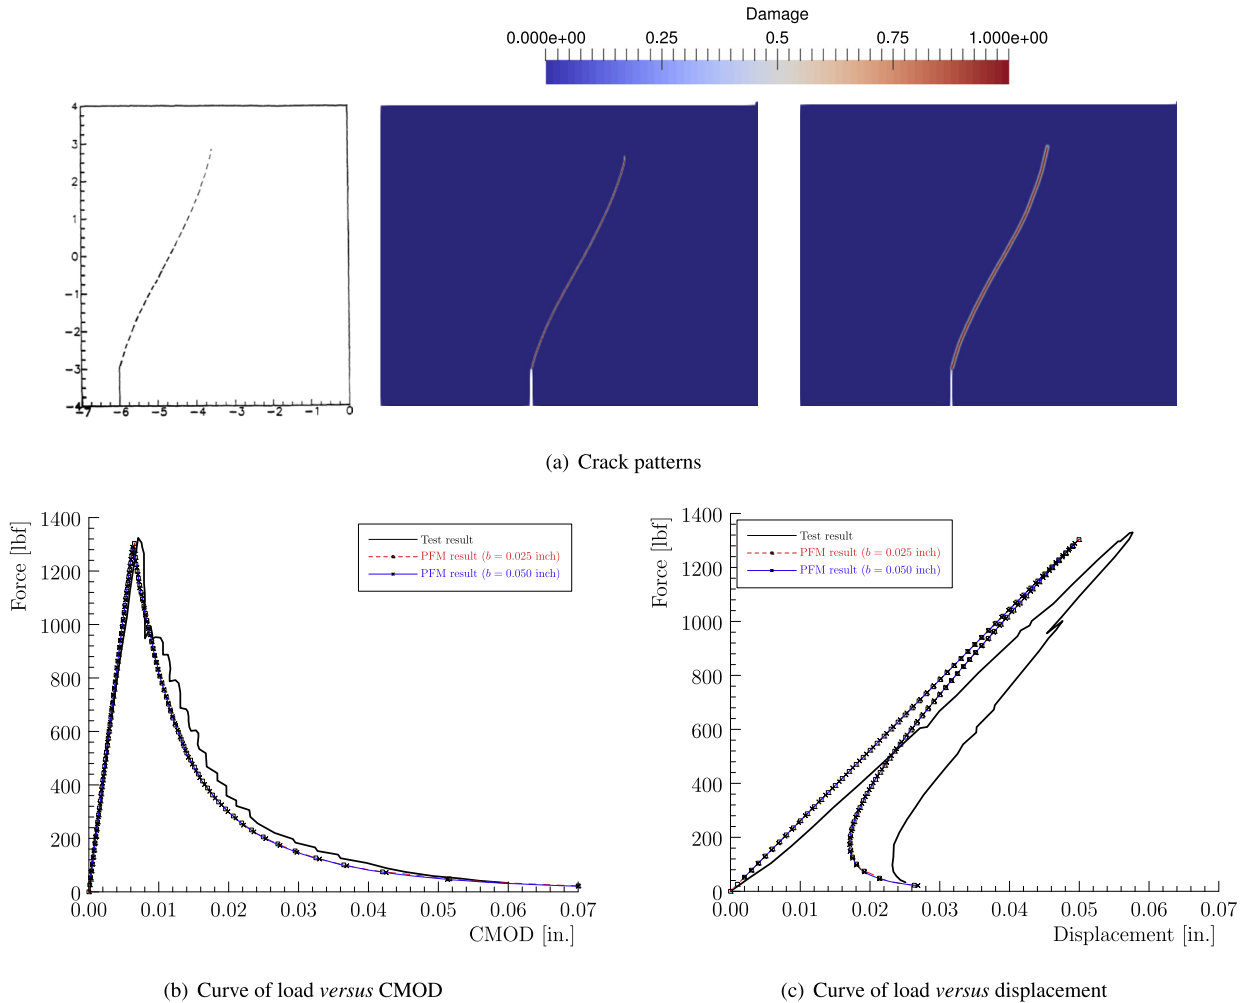 Damage
0.000e+00 0.25 0.5 0.75 1.000e+00
4
3
2
1
0
-1
-2
-3
-4
-7 -6 -5 -4 -3 -2 -1 0
(a) Crack patterns
1400
1200
1000
800
600
400
200
0
Force [lbf]
Test result
PFM result (b = 0.025 inch)
PFM result (b = 0.050 inch)
0.00 0.01 0.02 0.03 0.04 0.05 0.06 0.07
CMOD [in.]
(b) Curve of load versus CMOD
1400
1200
1000
800
600
400
200
0
Force [lbf]
Test result
PFM result (b = 0.025 inch)
PFM result (b = 0.050 inch)
0.00 0.01 0.02 0.03 0.04 0.05 0.06 0.07
Displacement [in.]
(c) Curve of load versus displacement